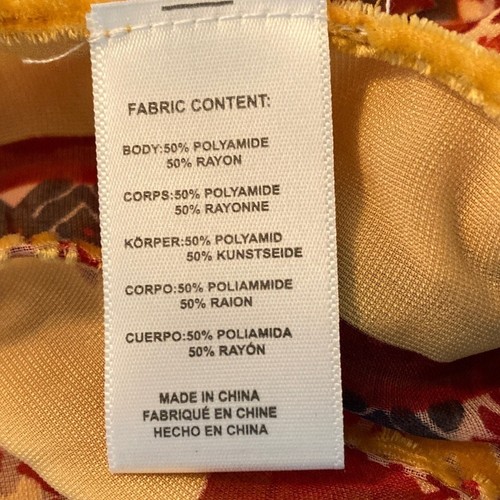 FABRIC CONTENT:
BODY:50% POLYAMIDE
50% RAYON
CORPS:50% POLYAMIDE
50% RAYONNE
KÖRPER:50% POLYAMID
50% KUNSTSEIDE
CORPO:50% POLIAMMIDE
50% RAION
CUERPO:50% POLIAMIDA
50% RAYÓN
MADE IN CHINA
FABRIQUÉ EN CHINE
HECHO EN CHINA